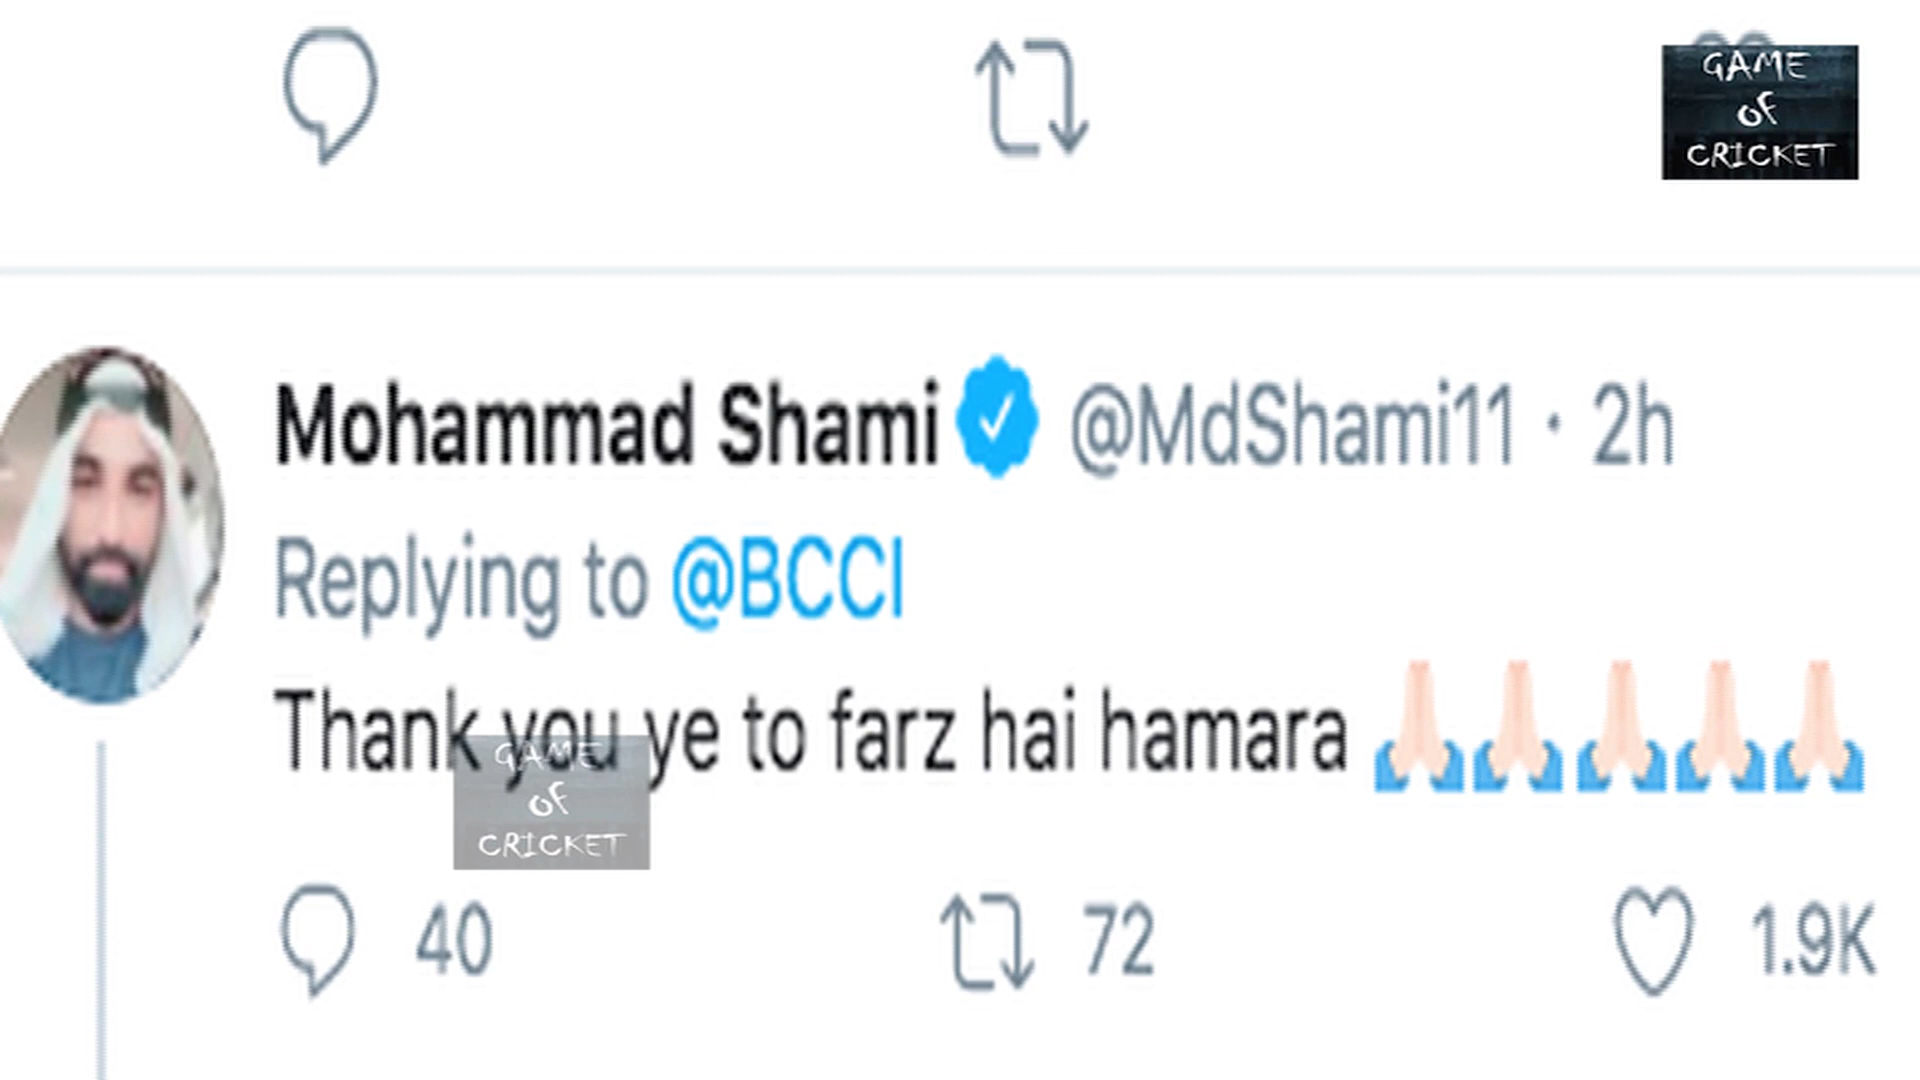 GAME
OF
CRICKET
Mohammad Shami @MdShami11 · 2h
Replying to @BCCI
Thank you ye to farz hai hamara 🙏🏻🙏🏻🙏🏻🙏🏻🙏🏻
GAME
OF
CRICKET
40 72 1.9K